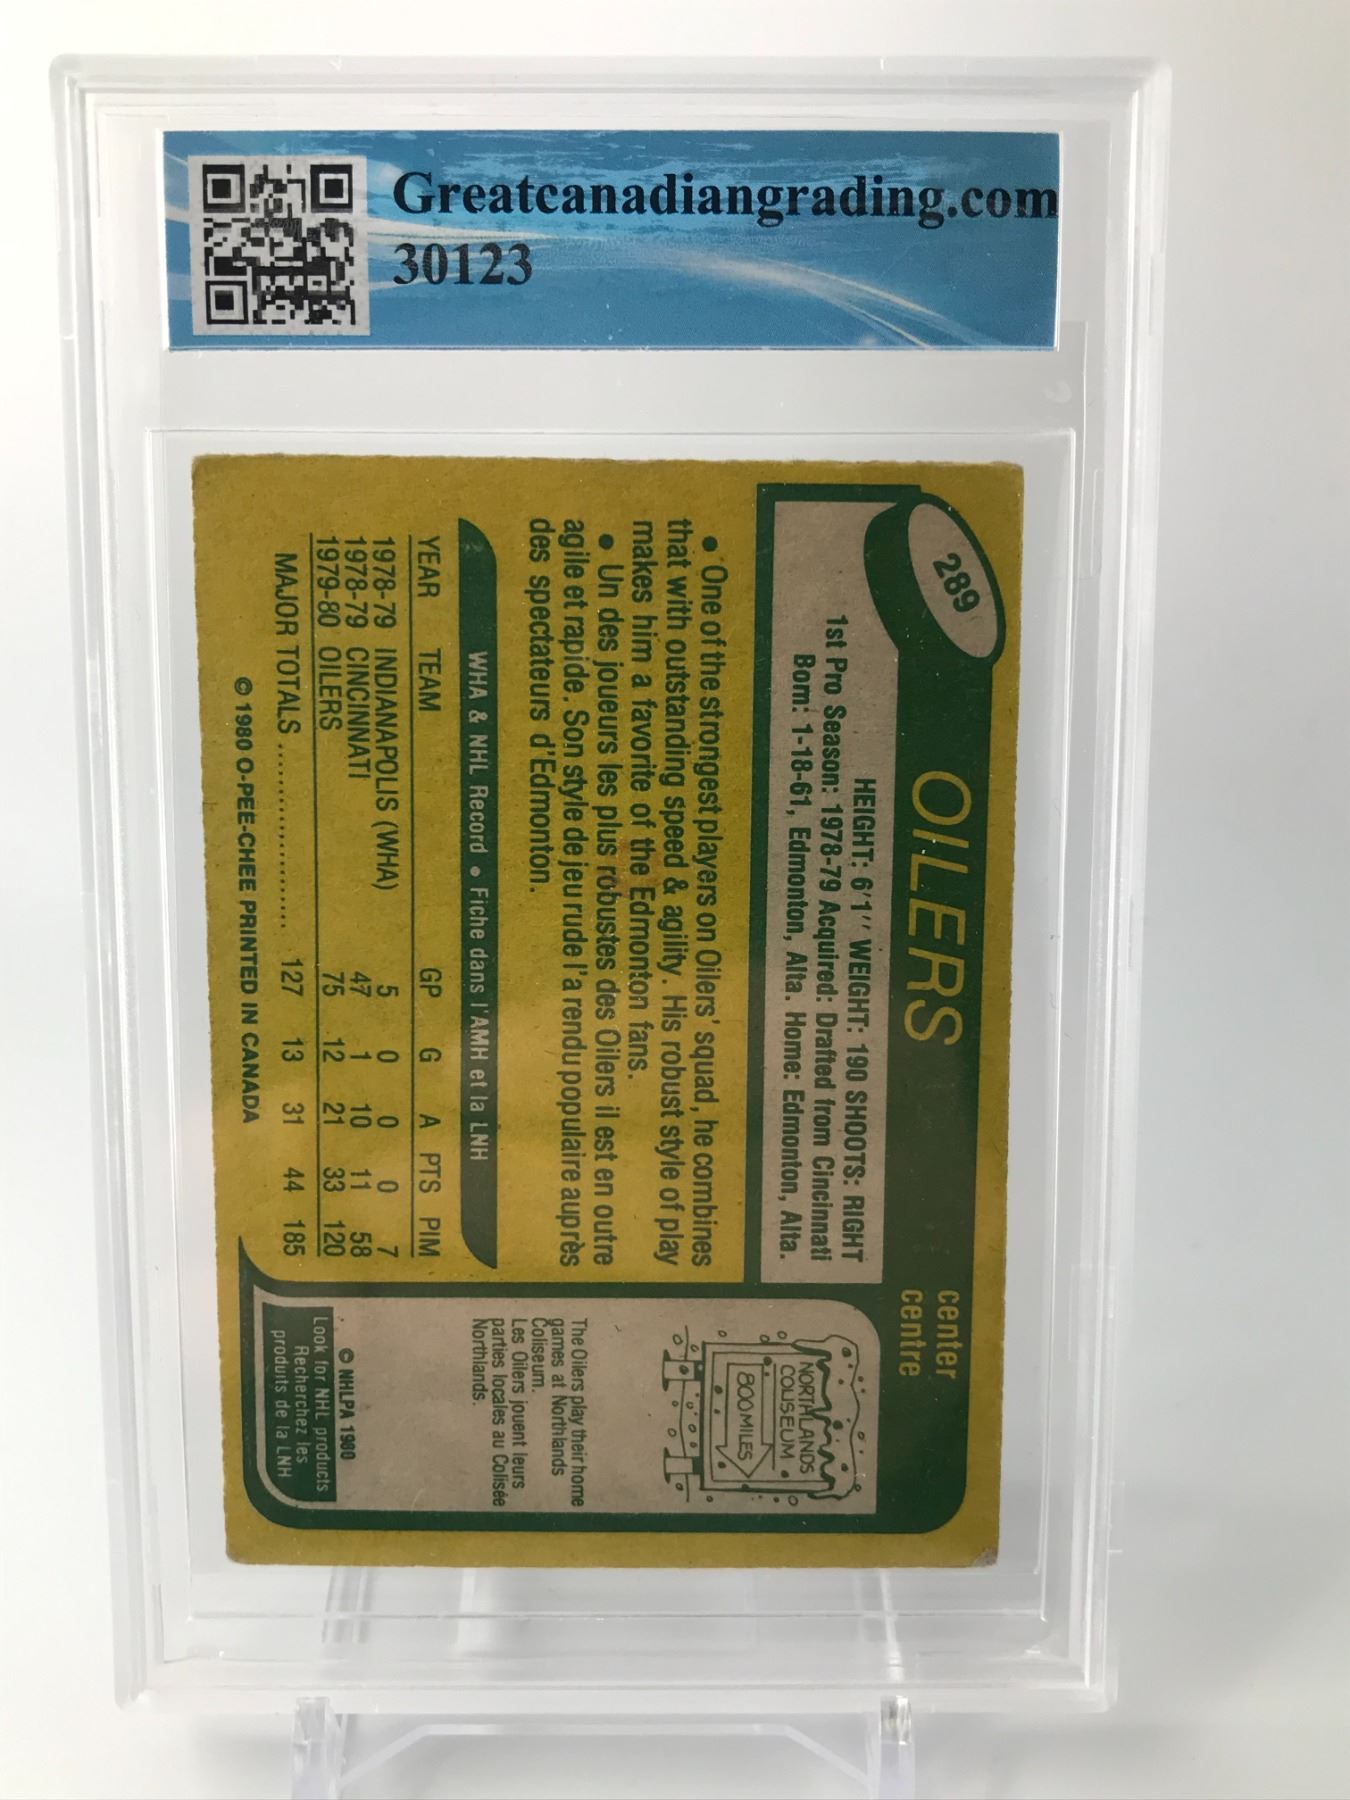 Greatcanadiangrading.com
30123
289
OILERS
center
centre
HEIGHT: 6'1'' WEIGHT: 190 SHOOTS: RIGHT
1st Pro Season: 1978-79 Acquired: Drafted from Cincinnati
Born: 1-18-61, Edmonton, Alta. Home: Edmonton, Alta.
• One of the strongest players on Oilers' squad, he combines
that with outstanding speed & agility. His robust style of play
makes him a favorite of the Edmonton fans.
• Un des joueurs les plus robustes des Oilers il est en outre
agile et rapide. Son style de jeu rude l'a rendu populaire auprès
des spectateurs d'Edmonton.
WHA & NHL Record • Fiche dans l'AMH et la LNH
YEAR TEAM GP G A PTS PIM
1978-79 INDIANAPOLIS (WHA) 5 0 0 0 7
1978-79 CINCINNATI 47 1 10 11 58
1979-80 OILERS 75 12 21 33 120
MAJOR TOTALS .................. 127 13 31 44 185
© 1980 O-PEE-CHEE PRINTED IN CANADA
NORTHLANDS
COLISEUM
800 MILES
The Oilers play their home
games at Northlands
Coliseum.
Les Oilers jouent leurs
parties locales au Colisée
Northlands.
© NHLPA 1980
Look for NHL products
Recherchez les
produits de la LNH